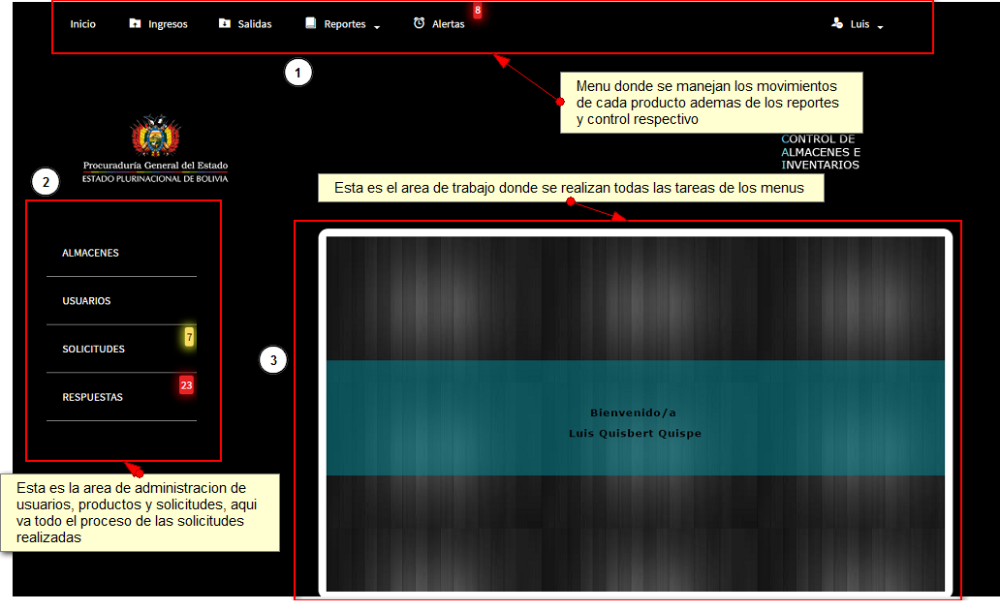 Inicio Ingresos Salidas Reportes Alertas 8 Luis
1
Menu donde se manejan los movimientos
de cada producto ademas de los reportes
y control respectivo
CONTROL DE
ALMACENES E
INVENTARIOS
Procuraduría General del Estado
ESTADO PLURINACIONAL DE BOLIVIA
2
Esta es el area de trabajo donde se realizan todas las tareas de los menus
ALMACENES
USUARIOS
SOLICITUDES 7
RESPUESTAS 23
3
Bienvenido/a
Luis Quisbert Quispe
Esta es la area de administracion de
usuarios, productos y solicitudes, aqui
va todo el proceso de las solicitudes
realizadas